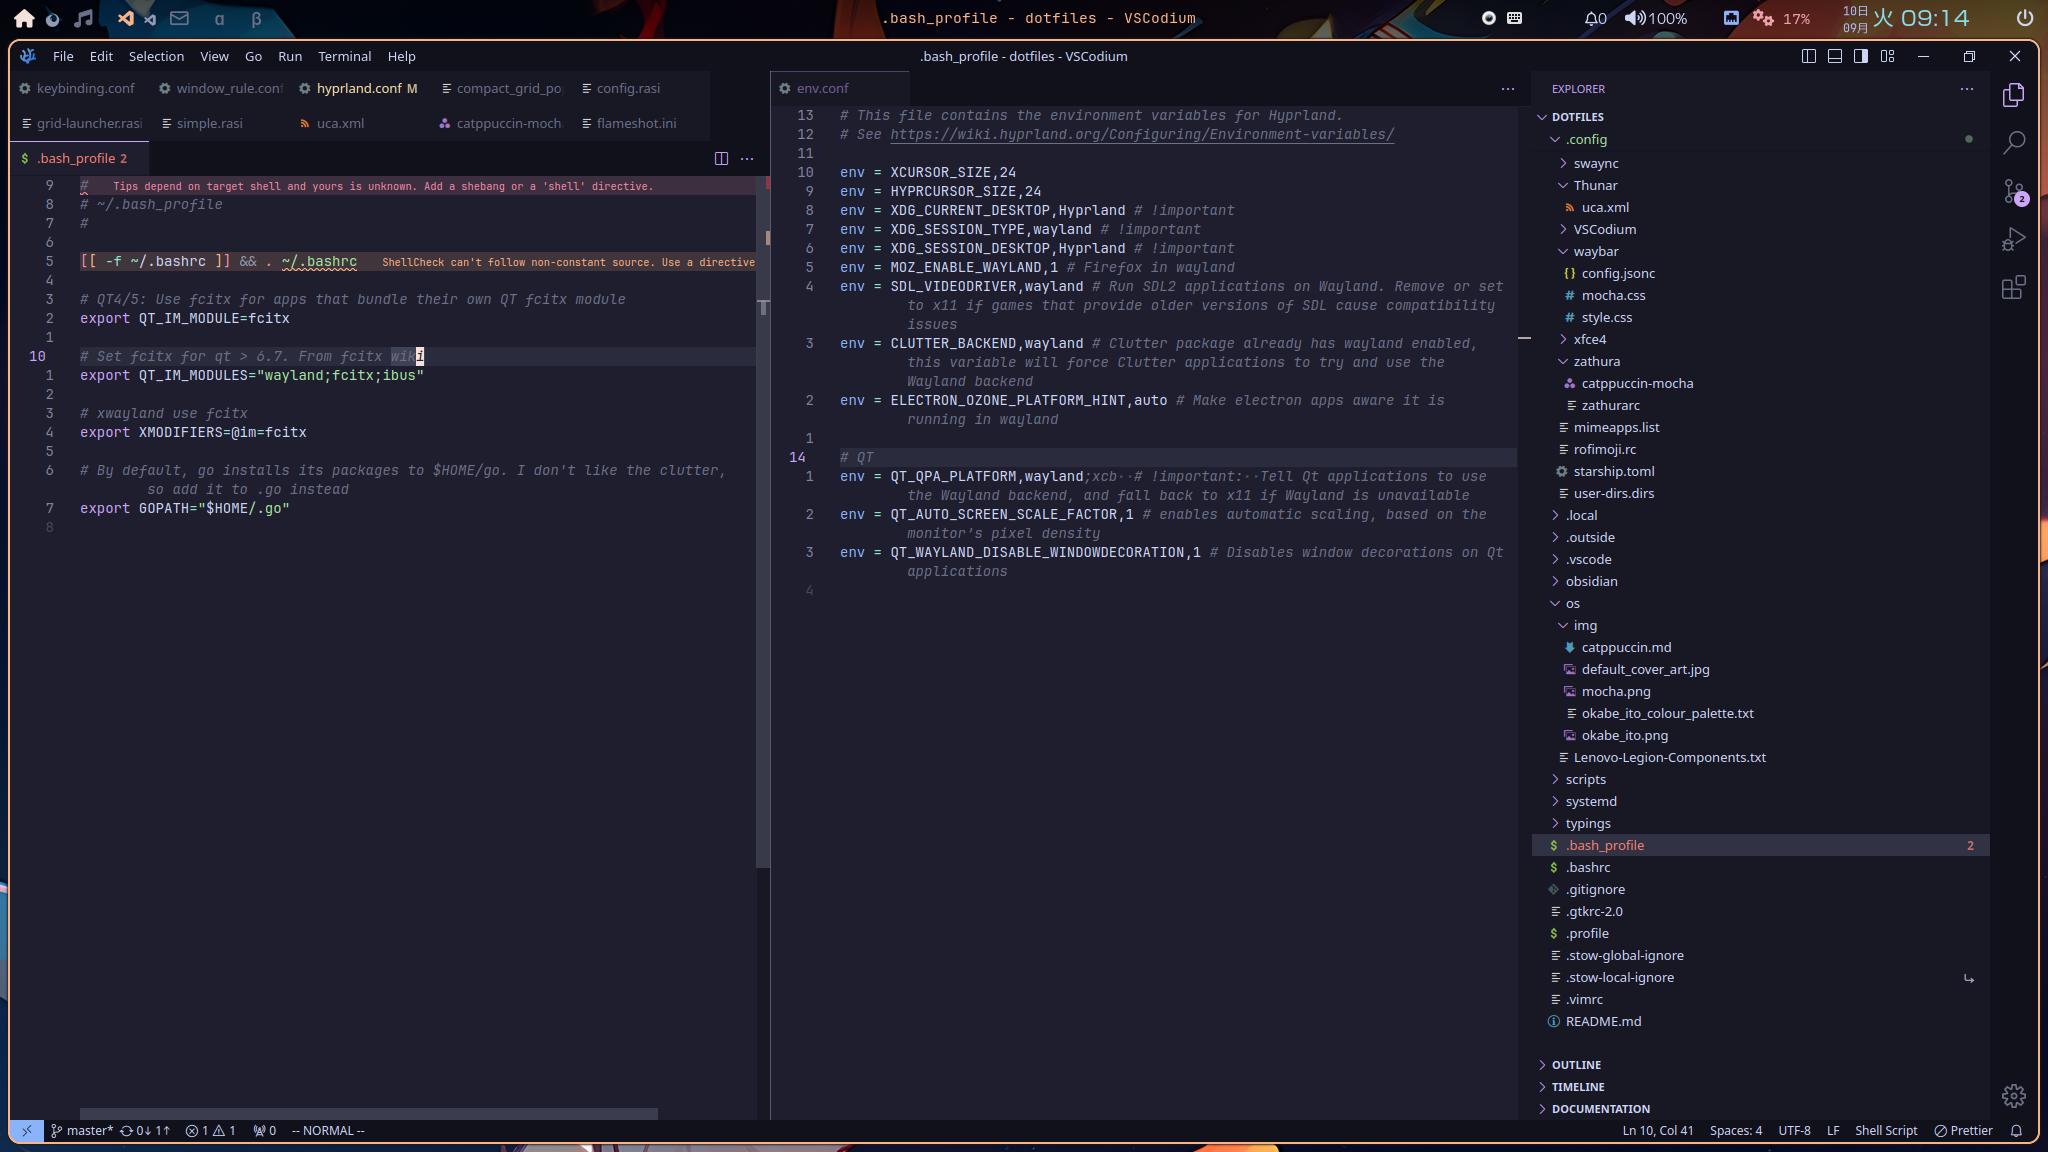 α β
.bash_profile - dotfiles - VSCodium
0 100% 17% 10日 09月 火 09:14
File Edit Selection View Go Run Terminal Help
.bash_profile - dotfiles - VSCodium
keybinding.conf window_rule.conf hyprland.conf M compact_grid_po config.rasi
grid-launcher.rasi simple.rasi uca.xml catppuccin-moch flameshot.ini
$ .bash_profile 2
9 # Tips depend on target shell and yours is unknown. Add a shebang or a 'shell' directive.
8 # ~/.bash_profile
7 #
6
5 [[ -f ~/.bashrc ]] && . ~/.bashrc ShellCheck can't follow non-constant source. Use a directive
4
3 # QT4/5: Use fcitx for apps that bundle their own QT fcitx module
2 export QT_IM_MODULE=fcitx
1
10 # Set fcitx for qt > 6.7. From fcitx wiki
1 export QT_IM_MODULES="wayland;fcitx;ibus"
2
3 # xwayland use fcitx
4 export XMODIFIERS=@im=fcitx
5
6 # By default, go installs its packages to $HOME/go. I don't like the clutter,
so add it to .go instead
7 export GOPATH="$HOME/.go"
8
env.conf
13 # This file contains the environment variables for Hyprland.
12 # See https://wiki.hyprland.org/Configuring/Environment-variables/
11
10 env = XCURSOR_SIZE,24
9 env = HYPRCURSOR_SIZE,24
8 env = XDG_CURRENT_DESKTOP,Hyprland # !important
7 env = XDG_SESSION_TYPE,wayland # !important
6 env = XDG_SESSION_DESKTOP,Hyprland # !important
5 env = MOZ_ENABLE_WAYLAND,1 # Firefox in wayland
4 env = SDL_VIDEODRIVER,wayland # Run SDL2 applications on Wayland. Remove or set
to x11 if games that provide older versions of SDL cause compatibility
issues
3 env = CLUTTER_BACKEND,wayland # Clutter package already has wayland enabled,
this variable will force Clutter applications to try and use the
Wayland backend
2 env = ELECTRON_OZONE_PLATFORM_HINT,auto # Make electron apps aware it is
running in wayland
1
14 # QT
1 env = QT_QPA_PLATFORM,wayland;xcb··# !important:··Tell Qt applications to use
the Wayland backend, and fall back to x11 if Wayland is unavailable
2 env = QT_AUTO_SCREEN_SCALE_FACTOR,1 # enables automatic scaling, based on the
monitor's pixel density
3 env = QT_WAYLAND_DISABLE_WINDOWDECORATION,1 # Disables window decorations on Qt
applications
4
EXPLORER
DOTFILES
.config
swaync
Thunar
uca.xml
VSCodium
waybar
{} config.jsonc
# mocha.css
# style.css
xfce4
zathura
catppuccin-mocha
zathurarc
mimeapps.list
rofimoji.rc
starship.toml
user-dirs.dirs
.local
.outside
.vscode
obsidian
os
img
catppuccin.md
default_cover_art.jpg
mocha.png
okabe_ito_colour_palette.txt
okabe_ito.png
Lenovo-Legion-Components.txt
scripts
systemd
typings
$ .bash_profile 2
$ .bashrc
.gitignore
.gtkrc-2.0
$ .profile
.stow-global-ignore
.stow-local-ignore
.vimrc
README.md
OUTLINE
TIMELINE
DOCUMENTATION
2
master* 0↓ 1↑ 1 1 0 -- NORMAL --
Ln 10, Col 41 Spaces: 4 UTF-8 LF Shell Script Prettier